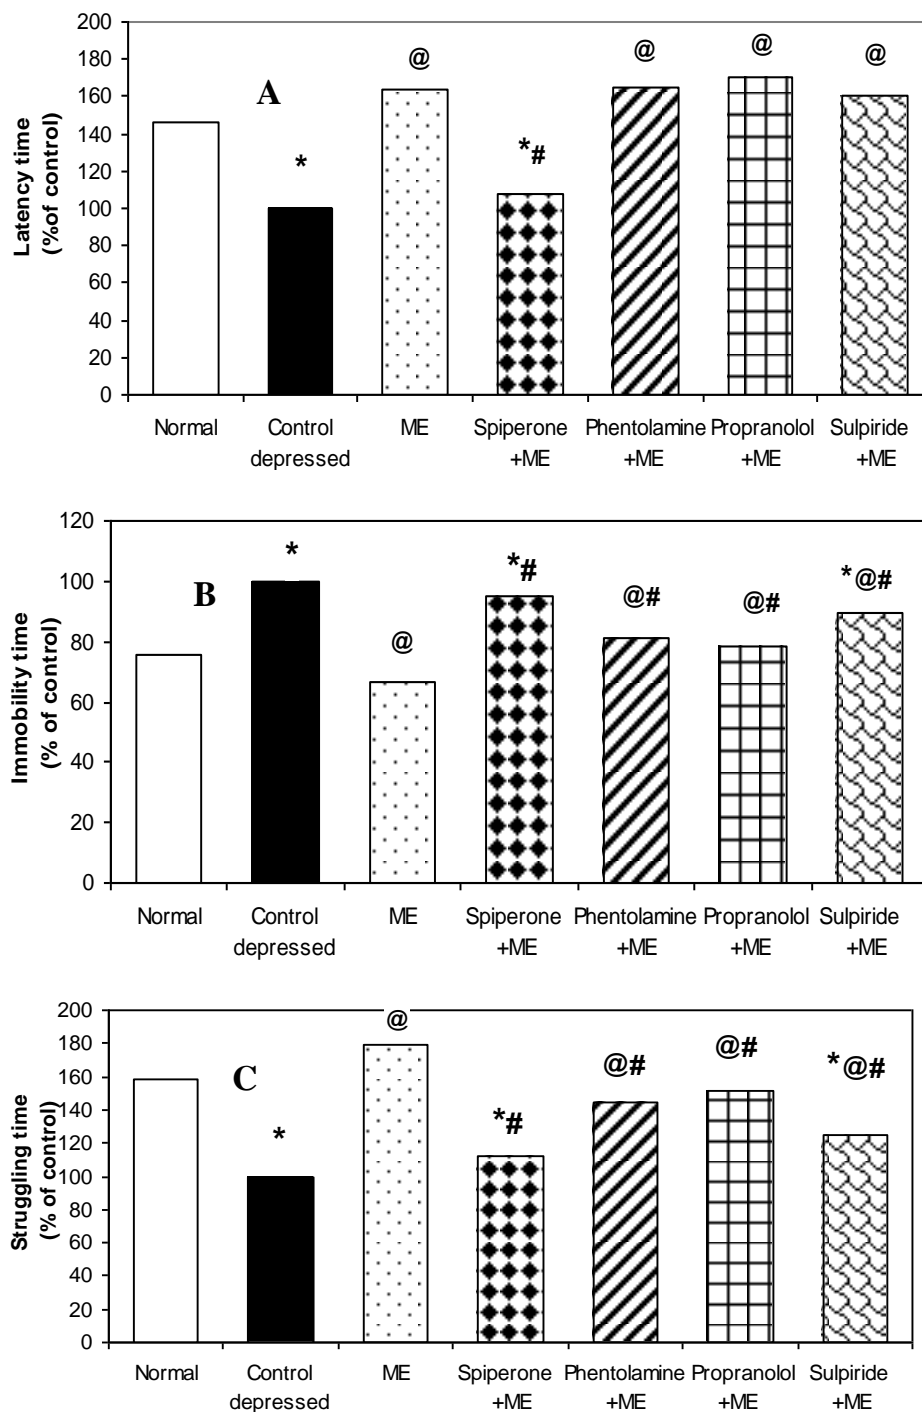 200
180
160
140
120
100
80
60
40
20
0
Latency time
(%of control)
A
*
@
*#
@
@
@
Normal
Control
depressed
ME
Spiperone
+ME
Phentolamine
+ME
Propranolol
+ME
Sulpiride
+ME
120
100
80
60
40
20
0
Immobility time
(% of control)
B
*
@
*#
@#
@#
*@#
Normal
Control
depressed
ME
Spiperone
+ME
Phentolamine
+ME
Propranolol
+ME
Sulpiride
+ME
200
180
160
140
120
100
80
60
40
20
0
Struggling time
(% of control)
C
*
@
*#
@#
@#
*@#
Normal
Control
depressed
ME
Spiperone
+ME
Phentolamine
+ME
Propranolol
+ME
Sulpiride
+ME